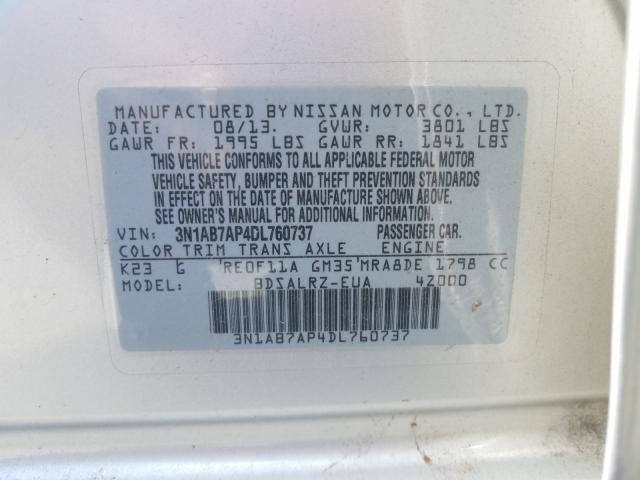 MANUFACTURED BY NISSAN MOTOR CO., LTD.
DATE: 08/13. GVWR: 3801 LBS
GAWR FR: 1995 LBS GAWR RR: 1841 LBS
THIS VEHICLE CONFORMS TO ALL APPLICABLE FEDERAL MOTOR
VEHICLE SAFETY, BUMPER AND THEFT PREVENTION STANDARDS
IN EFFECT ON THE DATE OF MANUFACTURE SHOWN ABOVE.
SEE OWNER'S MANUAL FOR ADDITIONAL INFORMATION.
VIN: 3N1AB7AP4DL760737 PASSENGER CAR.
COLOR TRIM TRANS AXLE ENGINE
K23 G RE0F11A GM35 MRA8DE 1798 CC
MODEL: BDSALRZ-EUA 42000
3N1AB7AP4DL760737